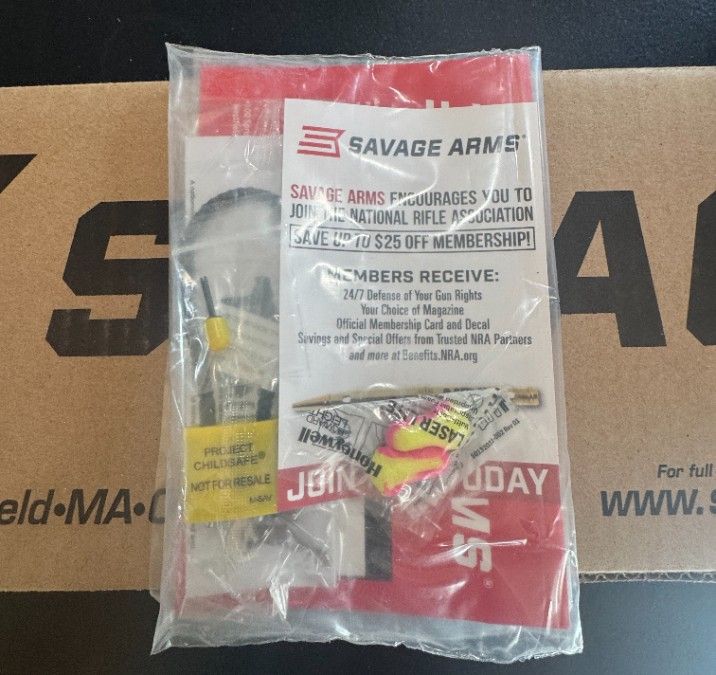 SAVAGE ARMS
SAVAGE ARMS ENCOURAGES YOU TO
JOIN THE NATIONAL RIFLE ASSOCIATION
SAVE UP TO $25 OFF MEMBERSHIP!
MEMBERS RECEIVE:
24/7 Defense of Your Gun Rights
Your Choice of Magazine
Official Membership Card and Decal
Savings and Special Offers from Trusted NRA Partners
and more at Benefits.NRA.org
LASER LITE
Honeywell
HOWARD
LEIGHT
PROJECT
CHILDSAFE®
NOT FOR RESALE
JOIN TODAY
MS®
S A
eld•MA•C
For full
www.s